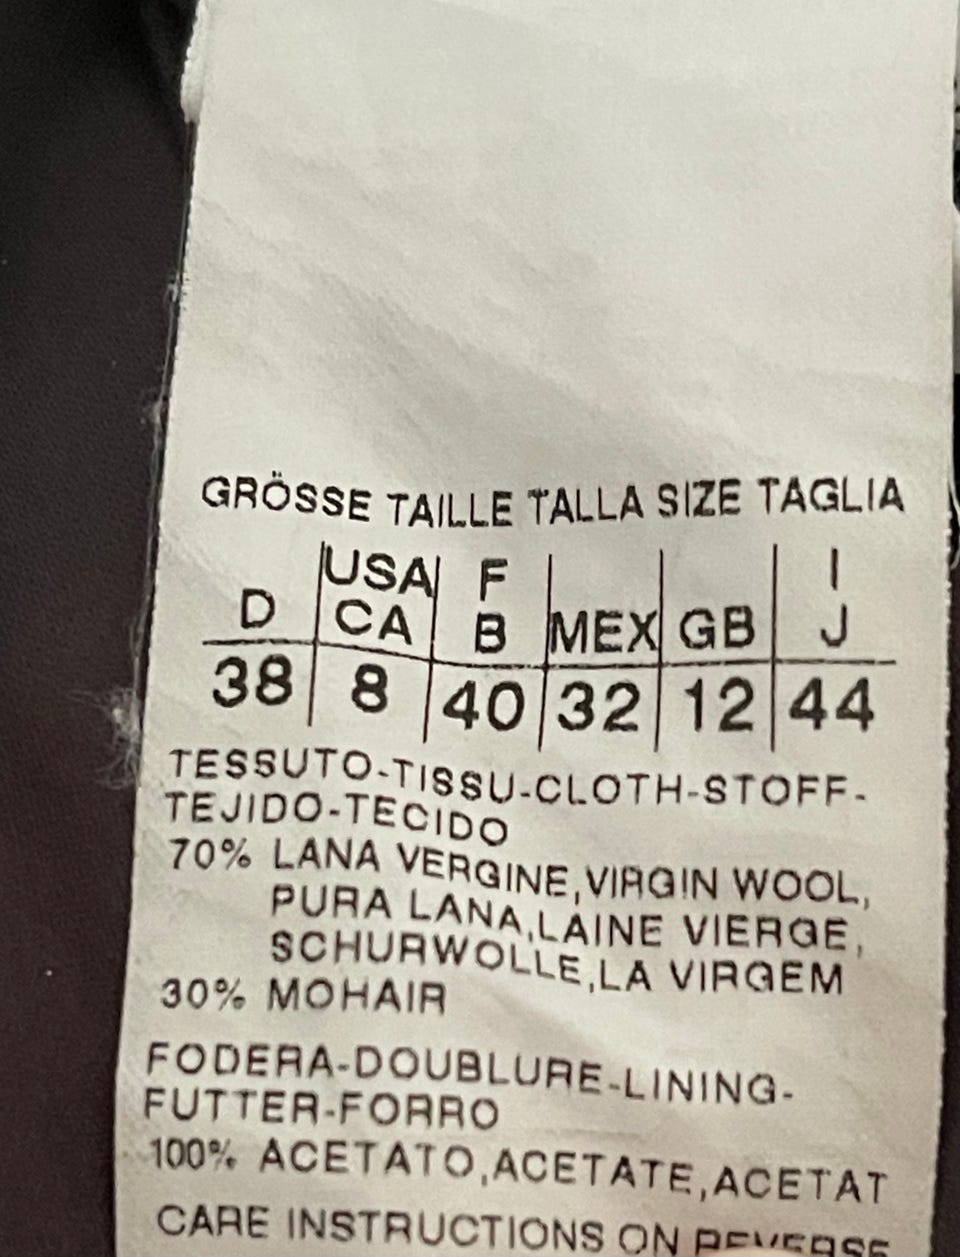 GRÖSSE TAILLE TALLA SIZE TAGLIA
D USA CA F B MEX GB I J
38 8 40 32 12 44
TESSUTO-TISSU-CLOTH-STOFF-
TEJIDO-TECIDO
70% LANA VERGINE,VIRGIN WOOL,
PURA LANA,LAINE VIERGE,
SCHURWOLLE,LA VIRGEM
30% MOHAIR
FODERA-DOUBLURE-LINING-
FUTTER-FORRO
100% ACETATO,ACETATE,ACETAT
CARE INSTRUCTIONS ON REVERSE